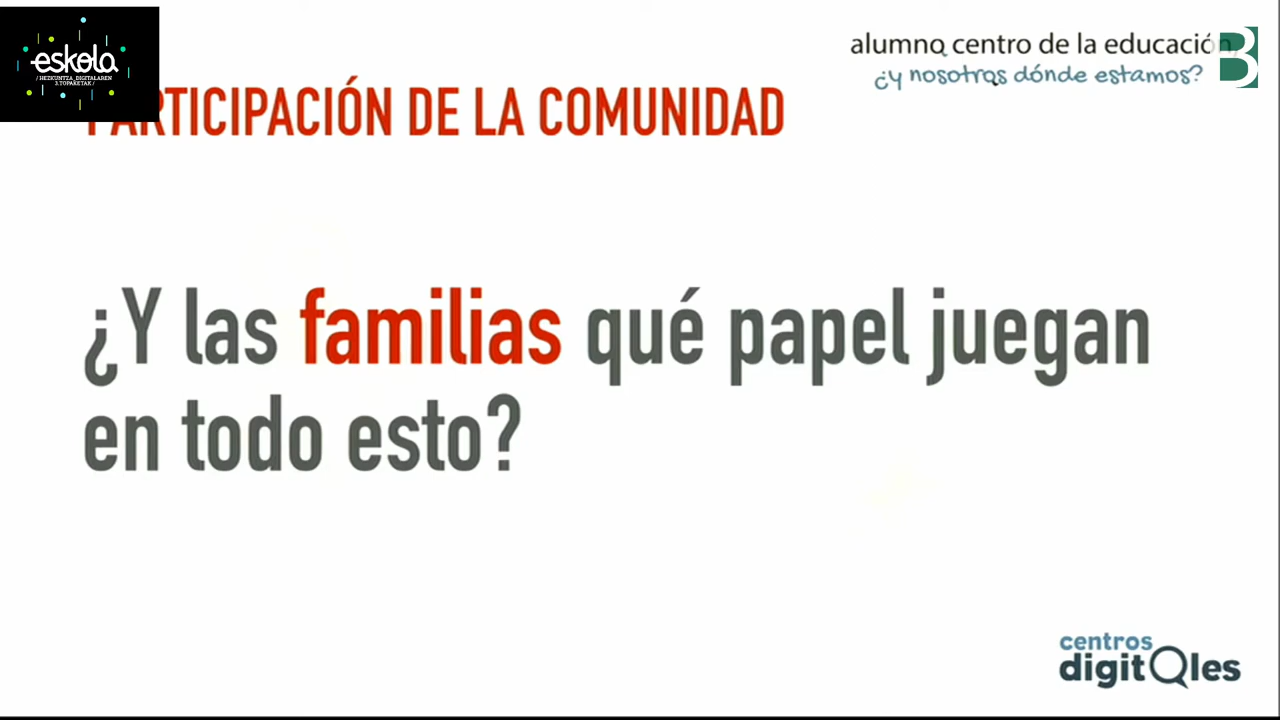 eskola
/ HEZKUNTZA_DIGITALAREN
3.TOPAKETAK /
alumno centro de la educación,
¿y nosotros dónde estamos?
B
PARTICIPACIÓN DE LA COMUNIDAD
¿Y las familias qué papel juegan
en todo esto?
centros
digitales